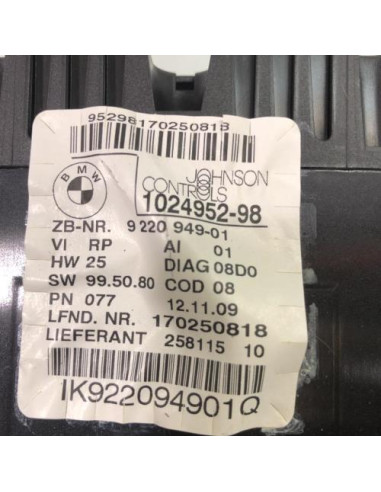 95298170250818
BMW
JOHNSON
CONTROLS
1024952-98
ZB-NR. 9 220 949-01
VI RP AI 01
HW 25 DIAG 08D0
SW 99.50.80 COD 08
PN 077 12.11.09
LFND. NR. 170250818
LIEFERANT 258115 10
IK922094901Q